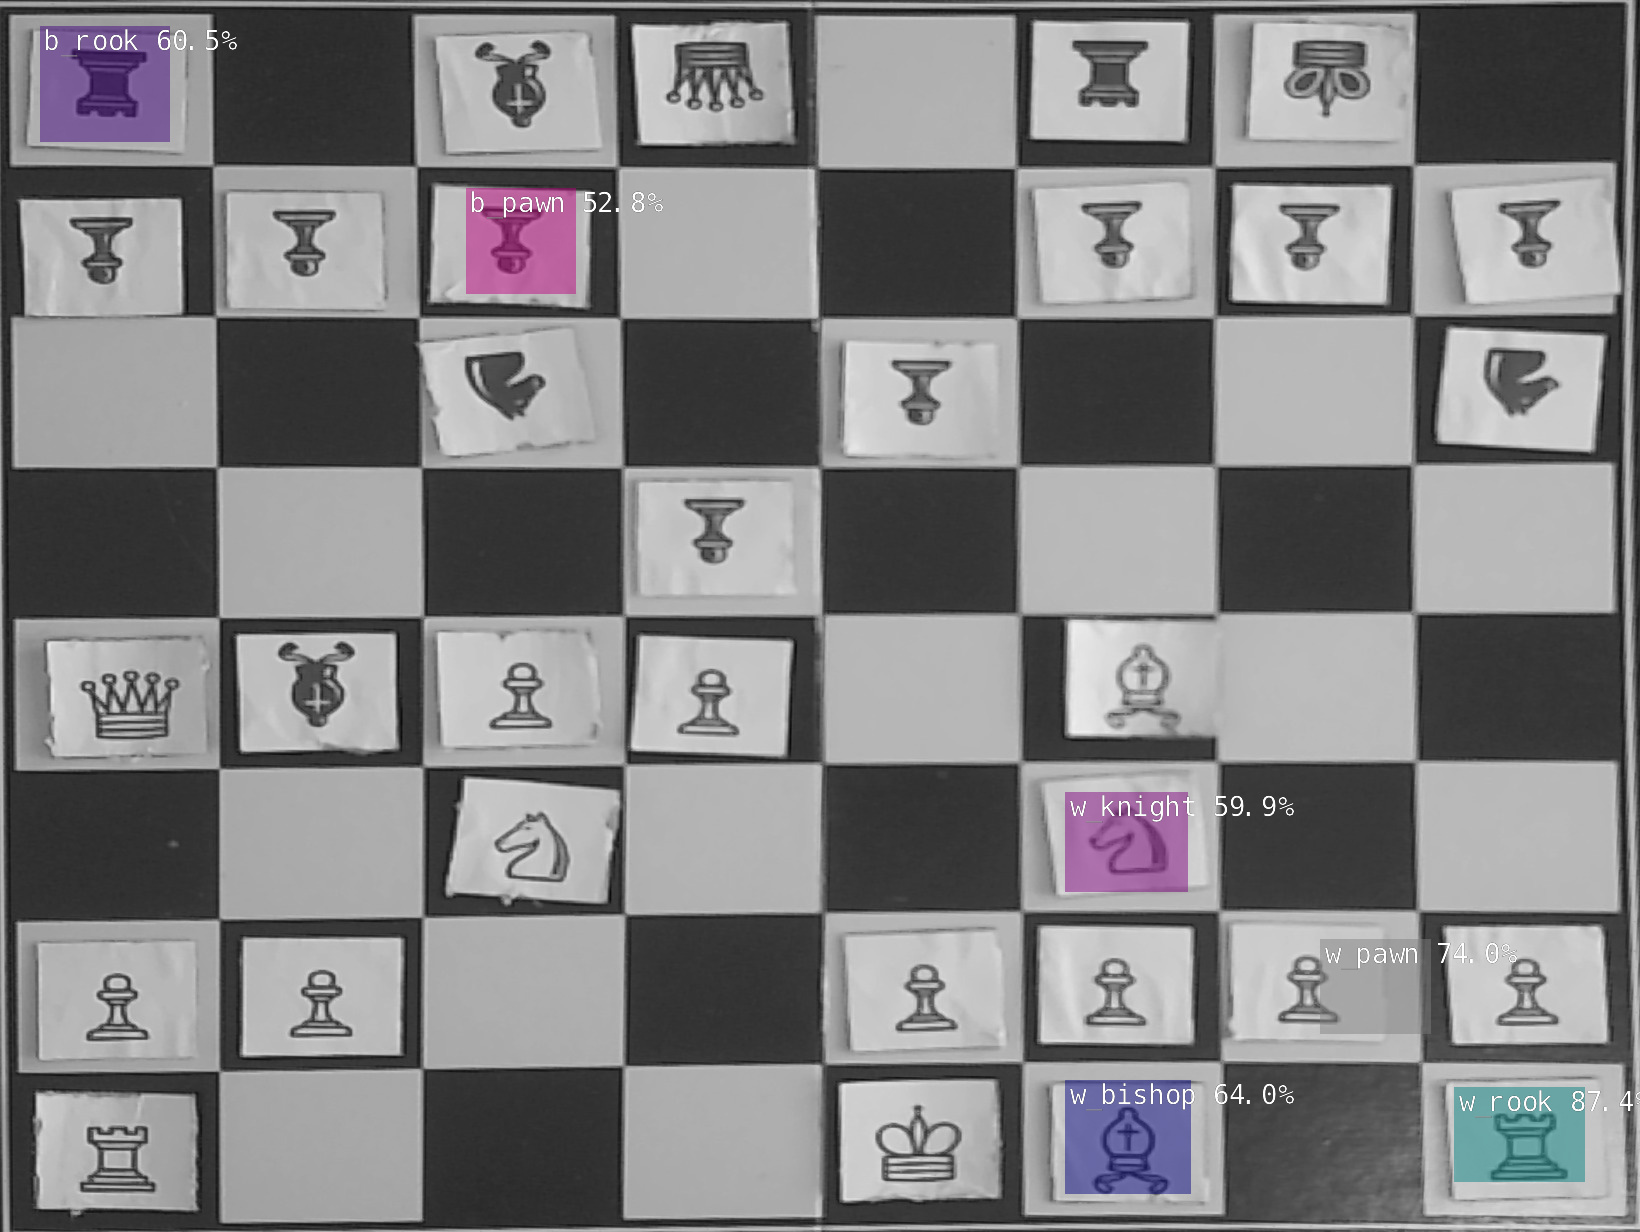 b_rook 60.5%
b_pawn 52.8%
w_knight 59.9%
w_pawn 74.0%
w_bishop 64.0%
w_rook 87.4%